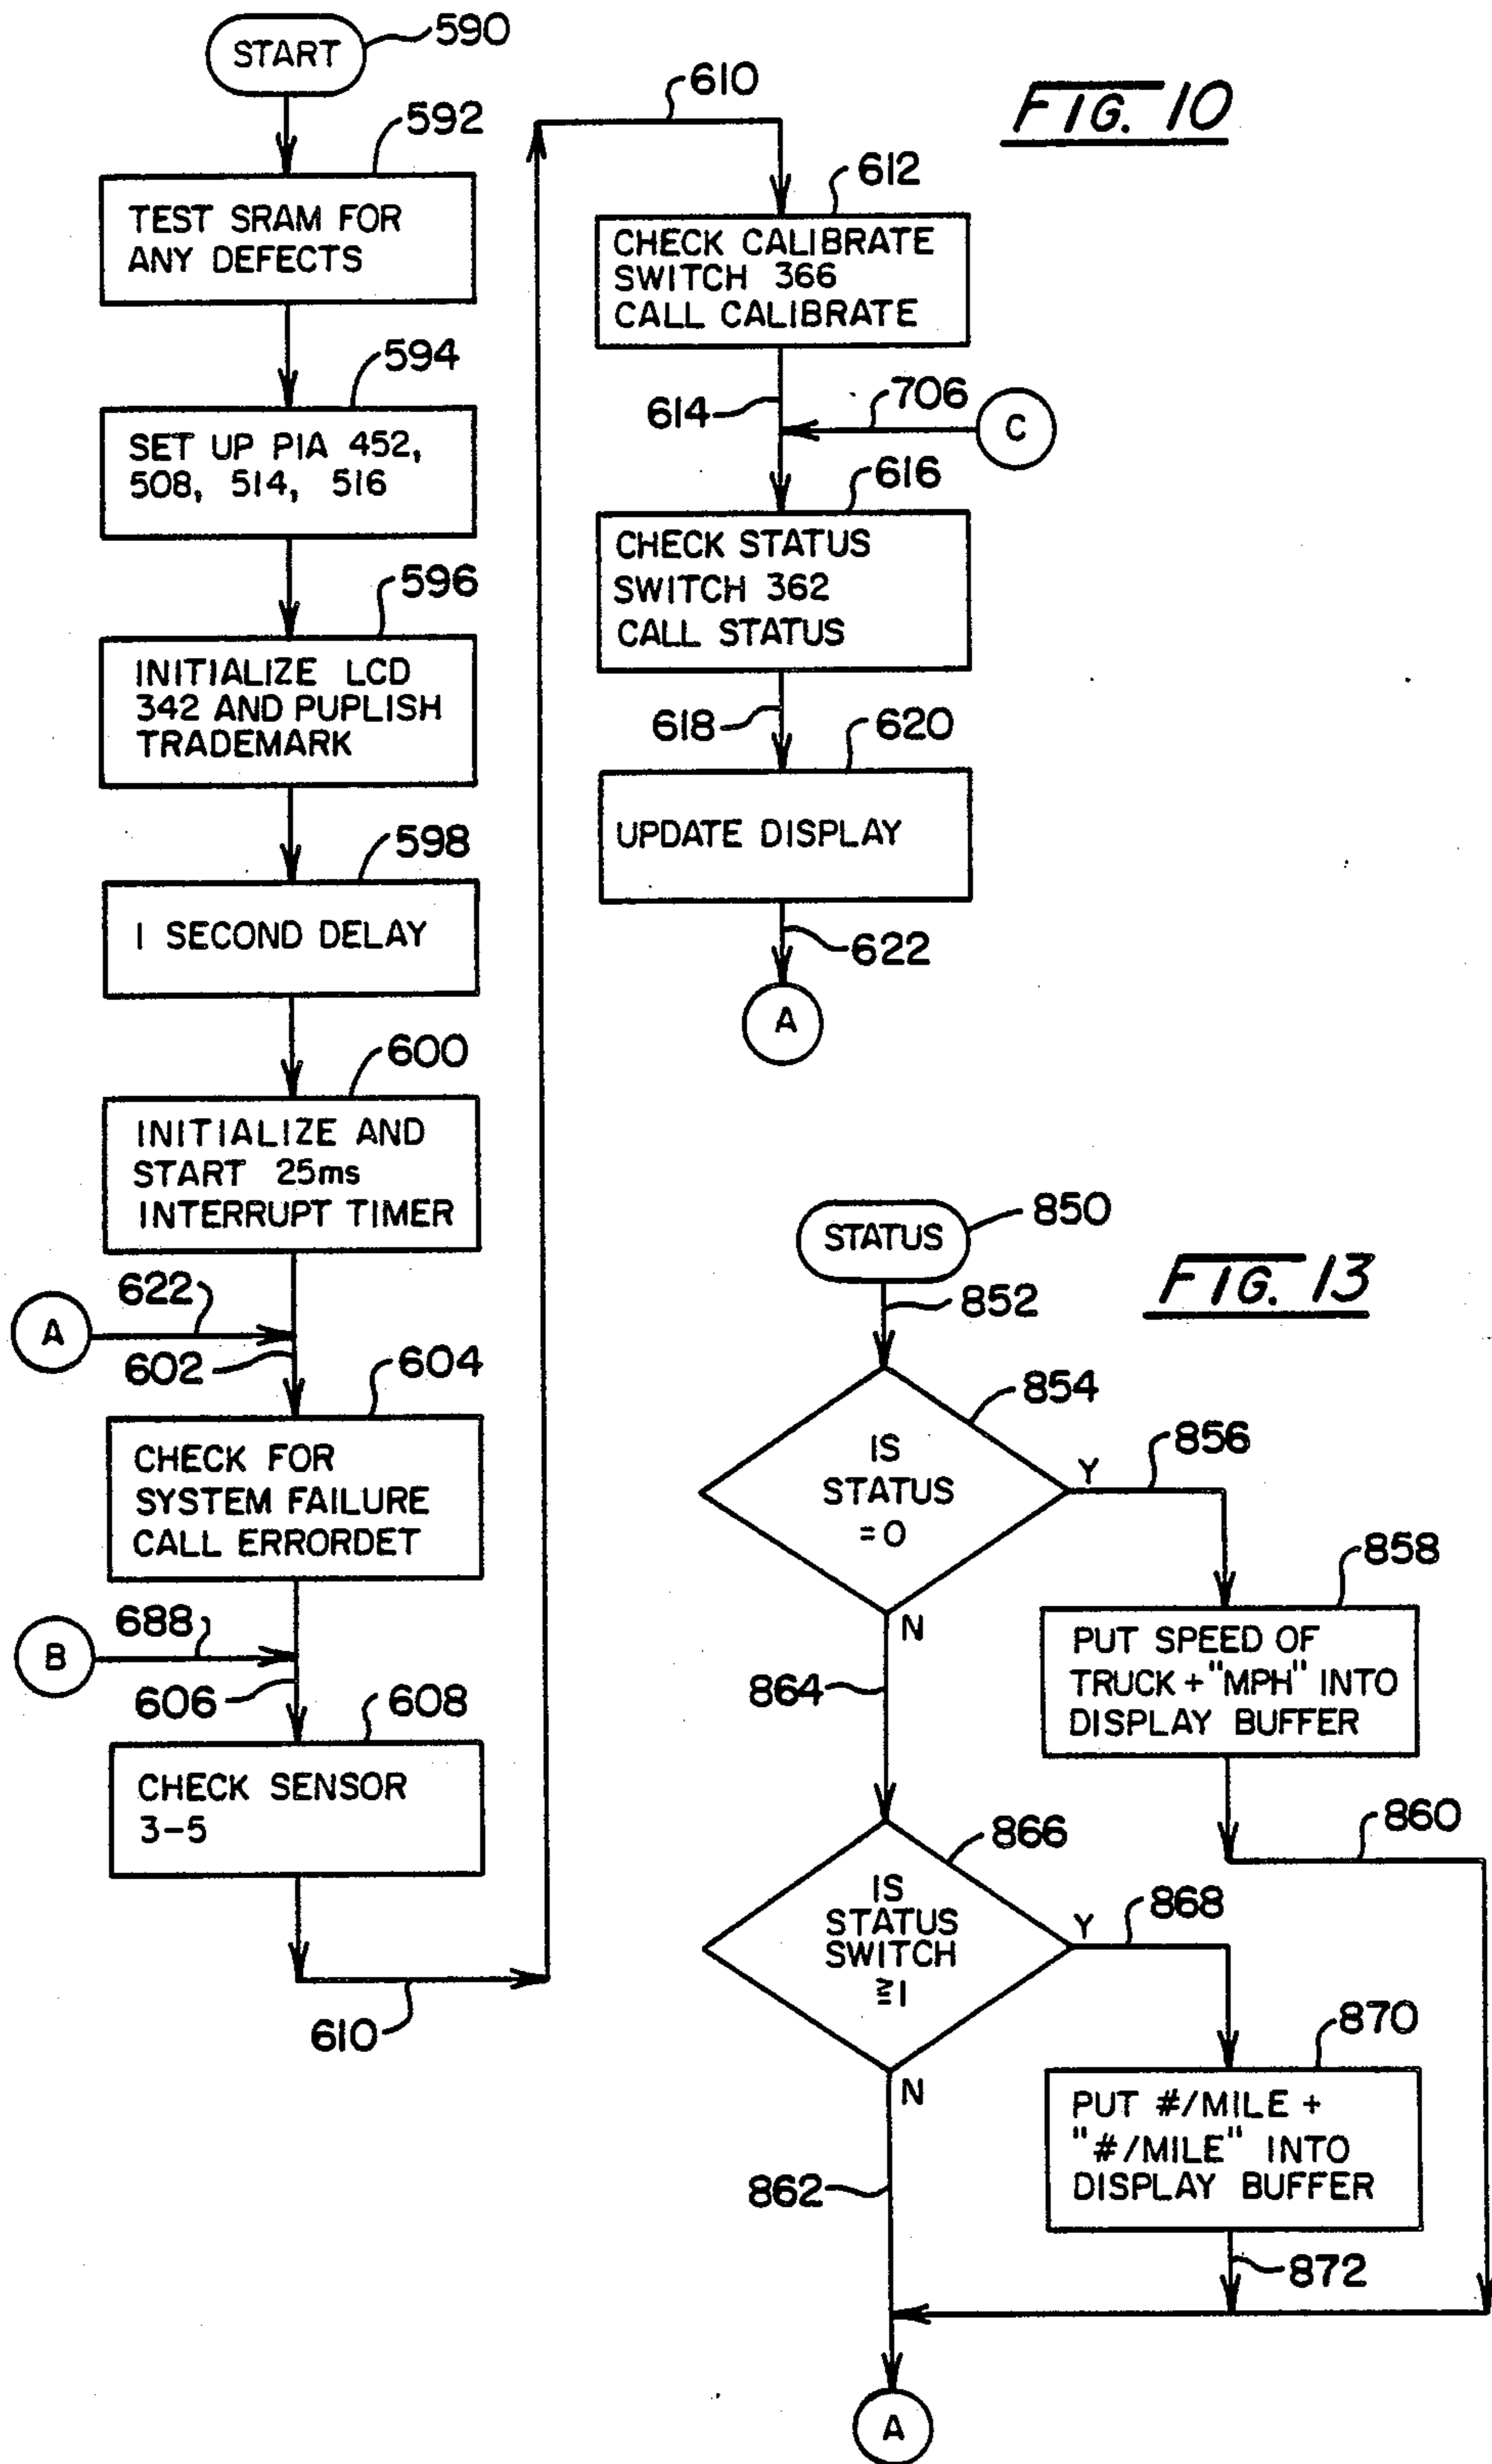 FIG. 10
START
590
592
TEST SRAM FOR
ANY DEFECTS
594
SET UP PIA 452,
508, 514, 516
596
INITIALIZE LCD
342 AND PUPLISH
TRADEMARK
598
1 SECOND DELAY
600
INITIALIZE AND
START 25ms
INTERRUPT TIMER
A
622
602
604
CHECK FOR
SYSTEM FAILURE
CALL ERRORDET
B
688
606
608
CHECK SENSOR
3-5
610
610
612
CHECK CALIBRATE
SWITCH 366
CALL CALIBRATE
614
706
C
616
CHECK STATUS
SWITCH 362
CALL STATUS
618
620
UPDATE DISPLAY
622
A
FIG. 13
STATUS
850
852
854
IS
STATUS
=0
Y
856
858
PUT SPEED OF
TRUCK + "MPH" INTO
DISPLAY BUFFER
860
N
864
866
IS
STATUS
SWITCH
≧1
Y
868
870
PUT #/MILE +
"#/MILE" INTO
DISPLAY BUFFER
872
N
862
A